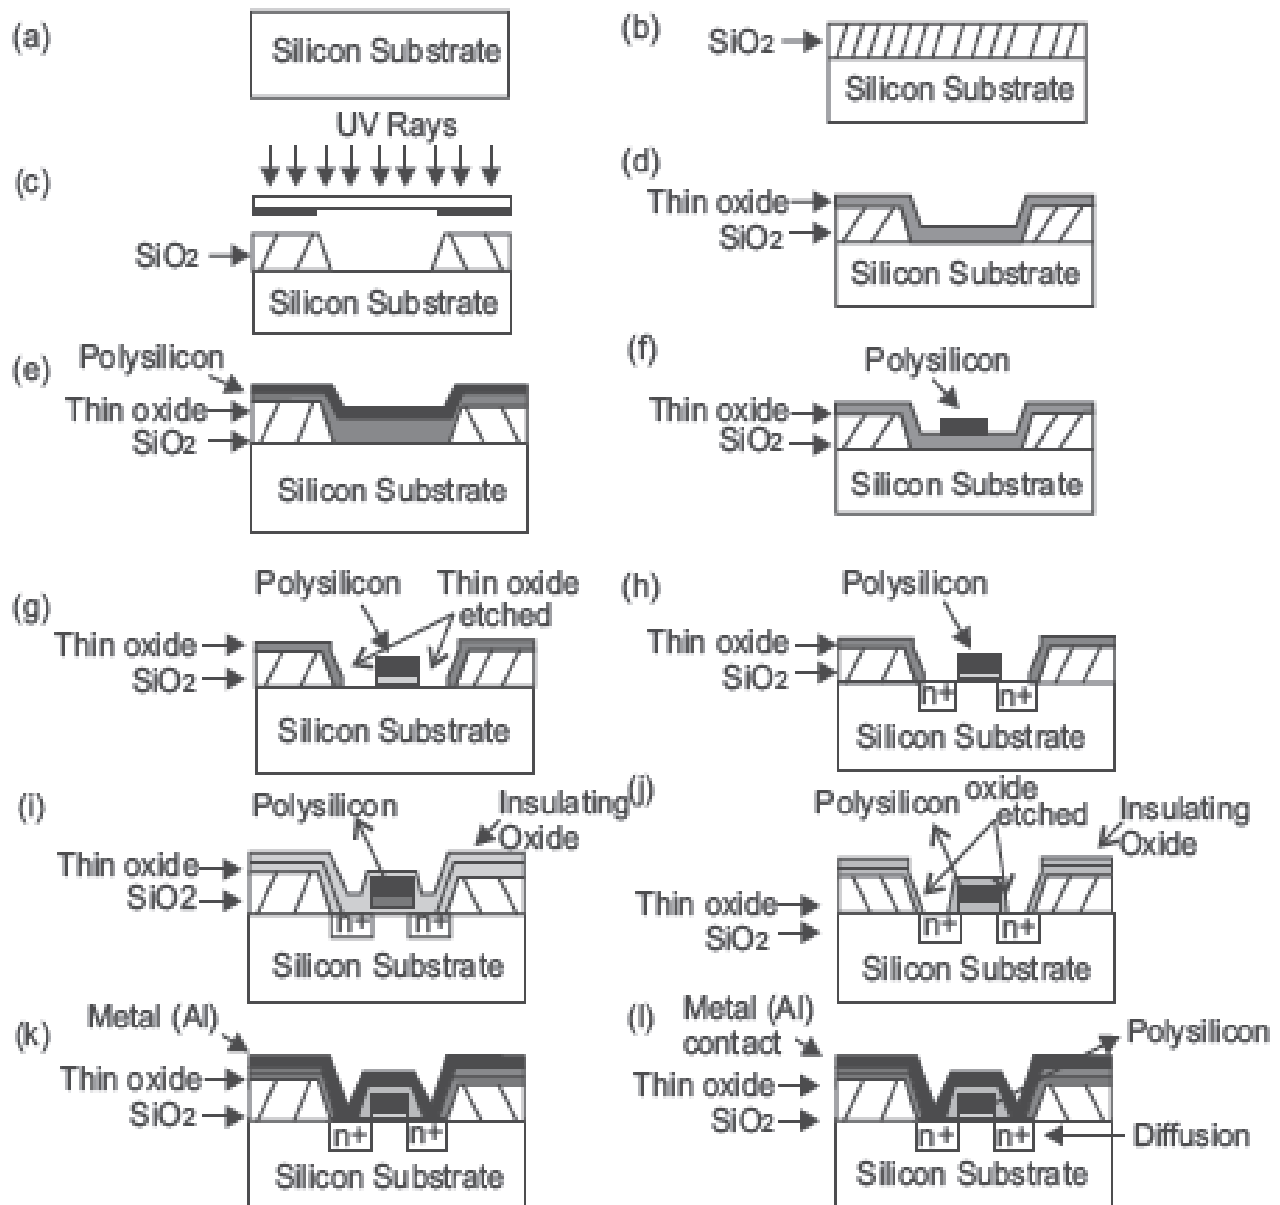 (a)
Silicon Substrate
(b)
SiO2
Silicon Substrate
UV Rays
(c)
SiO2
Silicon Substrate
(d)
Thin oxide
SiO2
Silicon Substrate
(e)
Polysilicon
Thin oxide
SiO2
Silicon Substrate
(f)
Polysilicon
Thin oxide
SiO2
Silicon Substrate
(g)
Polysilicon
Thin oxide
etched
Thin oxide
SiO2
Silicon Substrate
(h)
Polysilicon
Thin oxide
SiO2
n+ n+
Silicon Substrate
(i)
Polysilicon
Insulating
Oxide
Thin oxide
SiO2
n+ n+
Silicon Substrate
(j)
Polysilicon
oxide
etched
Insulating
Oxide
Thin oxide
SiO2
n+ n+
Silicon Substrate
(k)
Metal (Al)
Thin oxide
SiO2
n+ n+
Silicon Substrate
(l)
Metal (Al)
contact
Polysilicon
Thin oxide
SiO2
n+ n+
Diffusion
Silicon Substrate